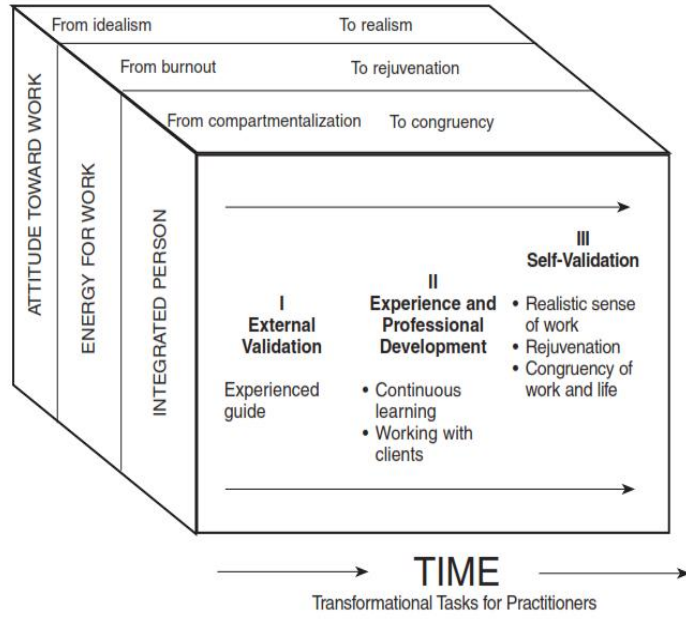 From idealism To realism
From burnout To rejuvenation
From compartmentalization To congruency
ATTITUDE TOWARD WORK
ENERGY FOR WORK
INTEGRATED PERSON
I
External
Validation
Experienced
guide
II
Experience and
Professional
Development
• Continuous
learning
• Working with
clients
III
Self-Validation
• Realistic sense
of work
• Rejuvenation
• Congruency of
work and life
TIME
Transformational Tasks for Practitioners